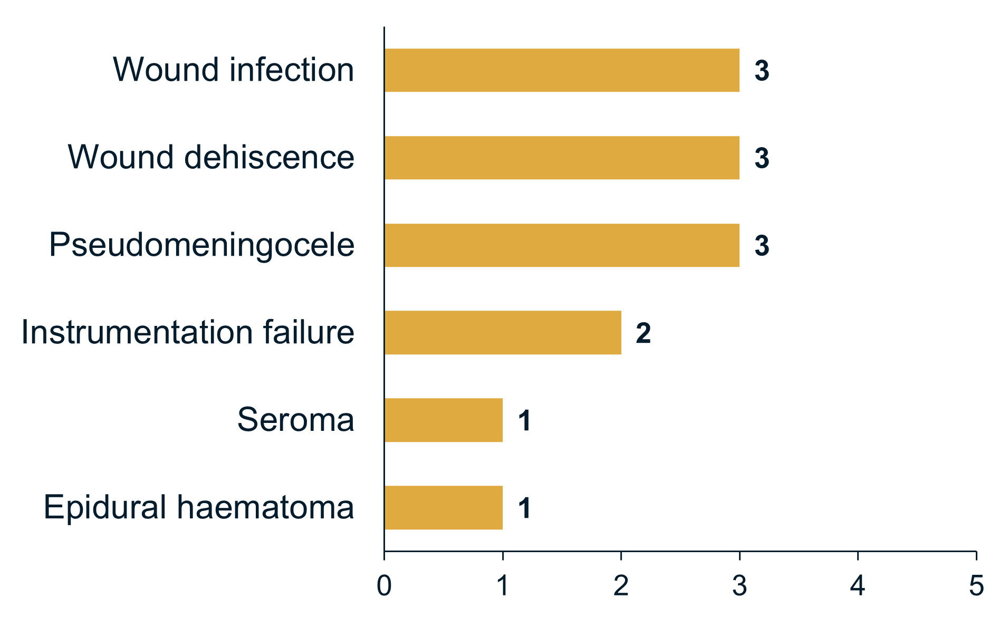 Wound infection 3
Wound dehiscence 3
Pseudomeningocele 3
Instrumentation failure 2
Seroma 1
Epidural haematoma 1
0 1 2 3 4 5